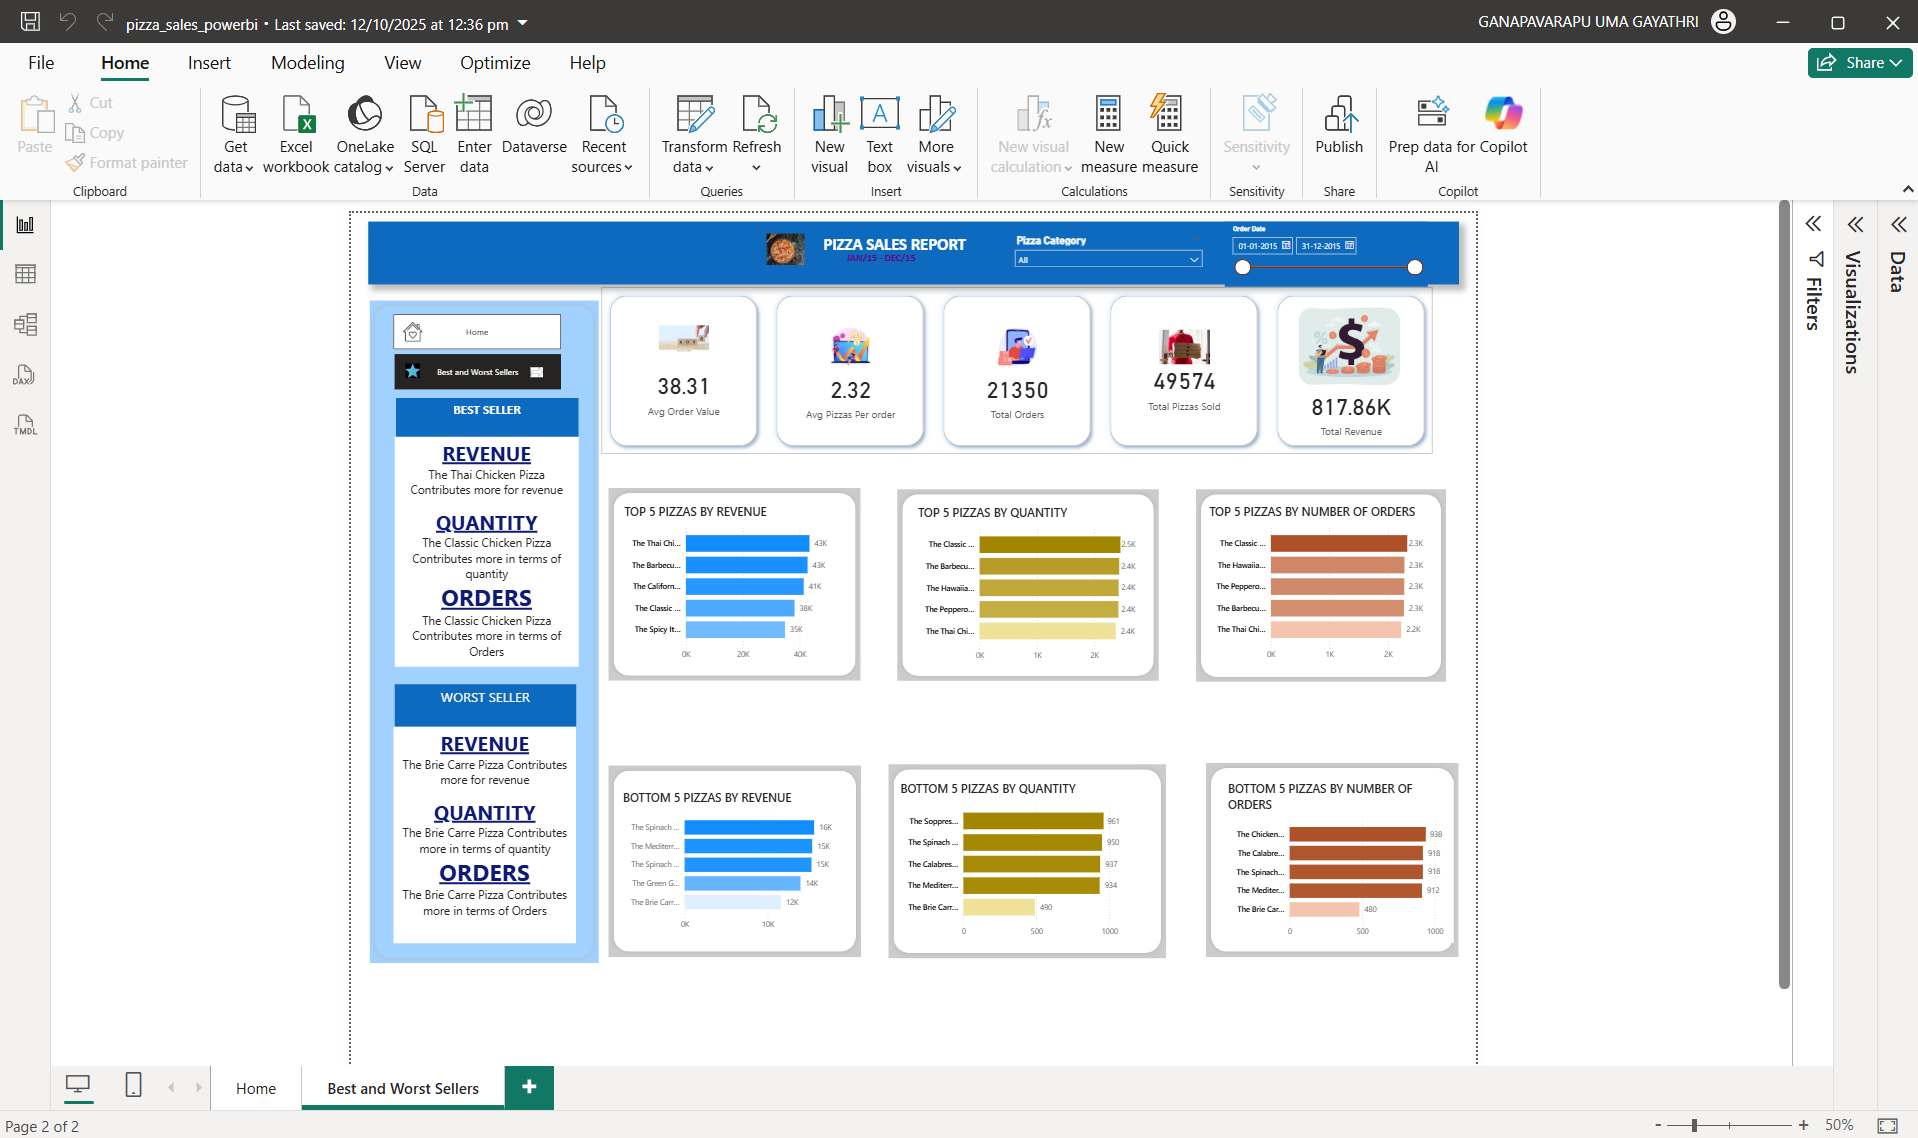 pizza_sales_powerbi • Last saved: 12/10/2025 at 12:36 pm
GANAPAVARAPU UMA GAYATHRI
File Home Insert Modeling View Optimize Help
Share
Paste
Cut
Copy
Format painter
Clipboard
Get data
Excel workbook
OneLake catalog
SQL Server
Enter data
Dataverse
Recent sources
Data
Transform data
Refresh
Queries
New visual
Text box
More visuals
Insert
New visual calculation
New measure
Quick measure
Calculations
Sensitivity
Sensitivity
Publish
Share
Prep data for AI
Copilot
Copilot
DAX
TMDL
PIZZA SALES REPORT
JAN/15 - DEC/15
Pizza Category
All
Order Date
01-01-2015
31-12-2015
Home
Best and Worst Sellers
BEST SELLER
REVENUE
The Thai Chicken Pizza
Contributes more for revenue
QUANTITY
The Classic Chicken Pizza
Contributes more in terms of
quantity
ORDERS
The Classic Chicken Pizza
Contributes more in terms of
Orders
WORST SELLER
REVENUE
The Brie Carre Pizza Contributes
more for revenue
QUANTITY
The Brie Carre Pizza Contributes
more in terms of quantity
ORDERS
The Brie Carre Pizza Contributes
more in terms of Orders
38.31
Avg Order Value
2.32
Avg Pizzas Per order
21350
Total Orders
49574
Total Pizzas Sold
817.86K
Total Revenue
TOP 5 PIZZAS BY REVENUE
The Thai Chi... 43K
The Barbecu... 43K
The Californ... 41K
The Classic ... 38K
The Spicy It... 35K
0K 20K 40K
TOP 5 PIZZAS BY QUANTITY
The Classic ... 2.5K
The Barbecu... 2.4K
The Hawaiia... 2.4K
The Peppero... 2.4K
The Thai Chi... 2.4K
0K 1K 2K
TOP 5 PIZZAS BY NUMBER OF ORDERS
The Classic ... 2.3K
The Hawaiia... 2.3K
The Peppero... 2.3K
The Barbecu... 2.3K
The Thai Chi... 2.2K
0K 1K 2K
BOTTOM 5 PIZZAS BY REVENUE
The Spinach ... 16K
The Mediterr... 15K
The Spinach ... 15K
The Green G... 14K
The Brie Carr... 12K
0K 10K
BOTTOM 5 PIZZAS BY QUANTITY
The Soppres... 961
The Spinach ... 950
The Calabres... 937
The Mediterr... 934
The Brie Carr... 490
0 500 1000
BOTTOM 5 PIZZAS BY NUMBER OF
ORDERS
The Chicken... 938
The Calabre... 918
The Spinach... 918
The Mediter... 912
The Brie Car... 480
0 500 1000
Filters
Visualizations
Data
Home
Best and Worst Sellers
+
Page 2 of 2
- + 50%